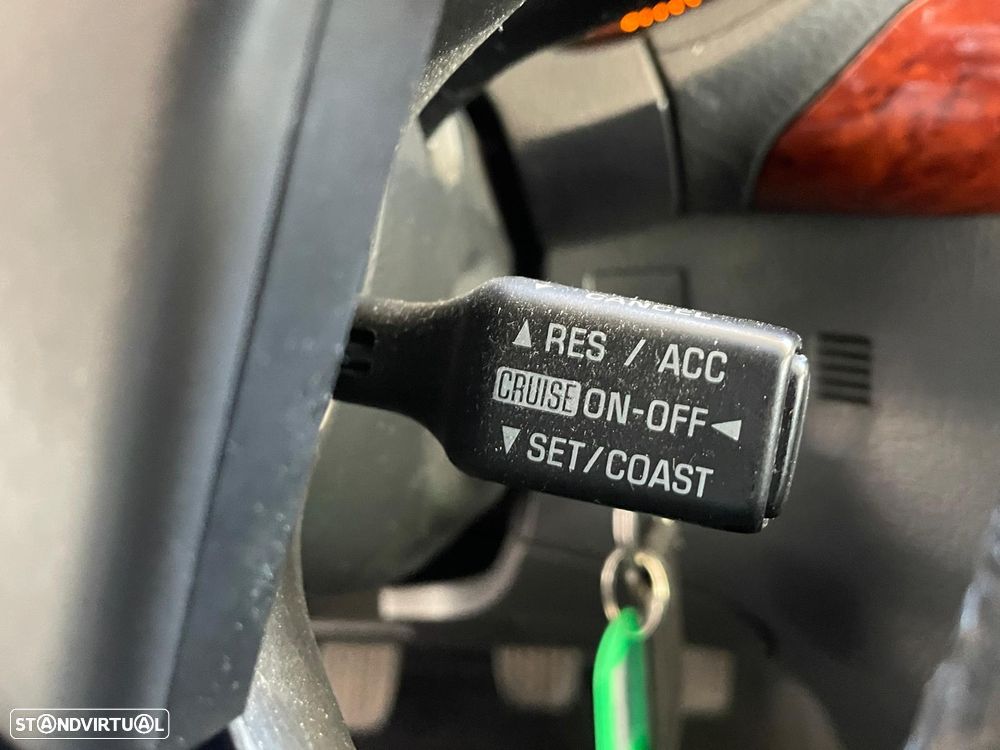 CANCEL
▲ RES / ACC
CRUISE ON-OFF ◄
▼ SET/COAST
STANDVIRTUAL